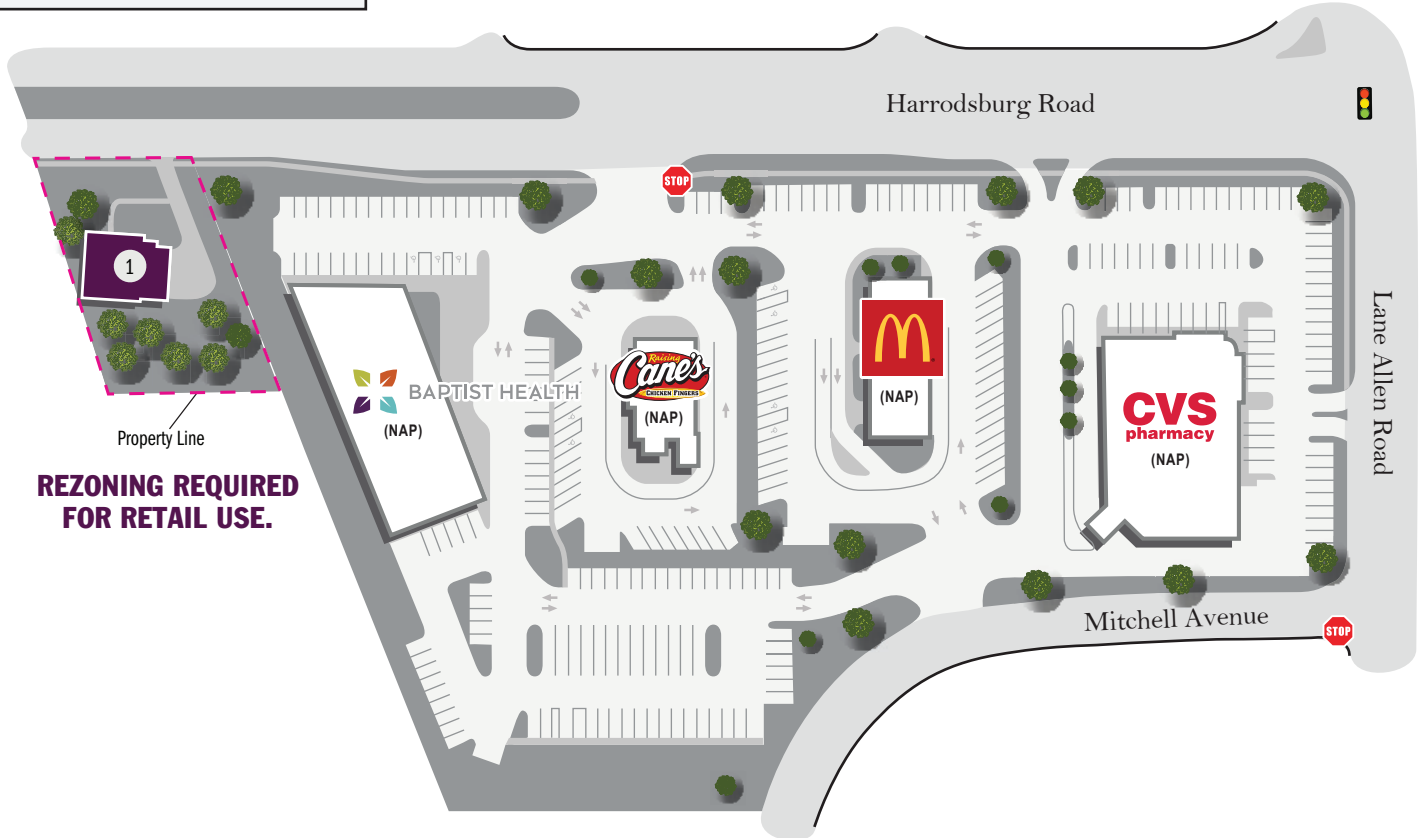 Harrodsburg Road
STOP
1
Property Line
REZONING REQUIRED
FOR RETAIL USE.
BAPTIST HEALTH
(NAP)
Raising
Cane's
CHICKEN FINGERS
(NAP)
(NAP)
CVS
pharmacy
(NAP)
Lane Allen Road
Mitchell Avenue
STOP